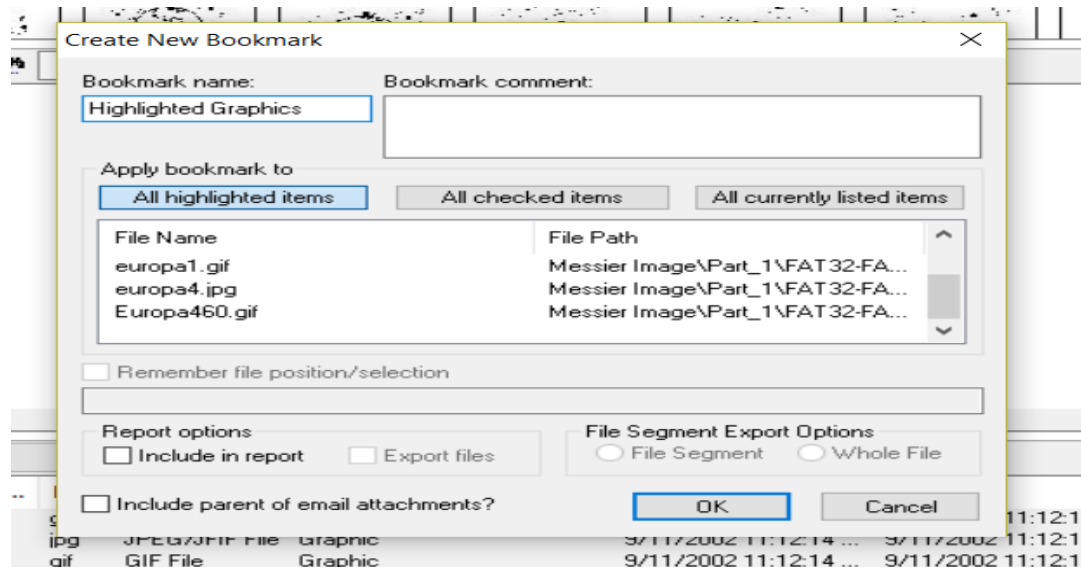 Create New Bookmark
Bookmark name: Bookmark comment:
Highlighted Graphics
Apply bookmark to
All highlighted items All checked items All currently listed items
File Name File Path
europa1.gif Messier Image\Part_1\FAT32-FA...
europa4.jpg Messier Image\Part_1\FAT32-FA...
Europa460.gif Messier Image\Part_1\FAT32-FA...
Remember file position/selection
Report options File Segment Export Options
Include in report Export files File Segment Whole File
Include parent of email attachments? OK Cancel
11:12:1
jpg JPEG/JFIF File Graphic 9/11/2002 11:12:14 ... 9/11/2002 11:12:1
gif GIF File Graphic 9/11/2002 11:12:14 ... 9/11/2002 11:12:1